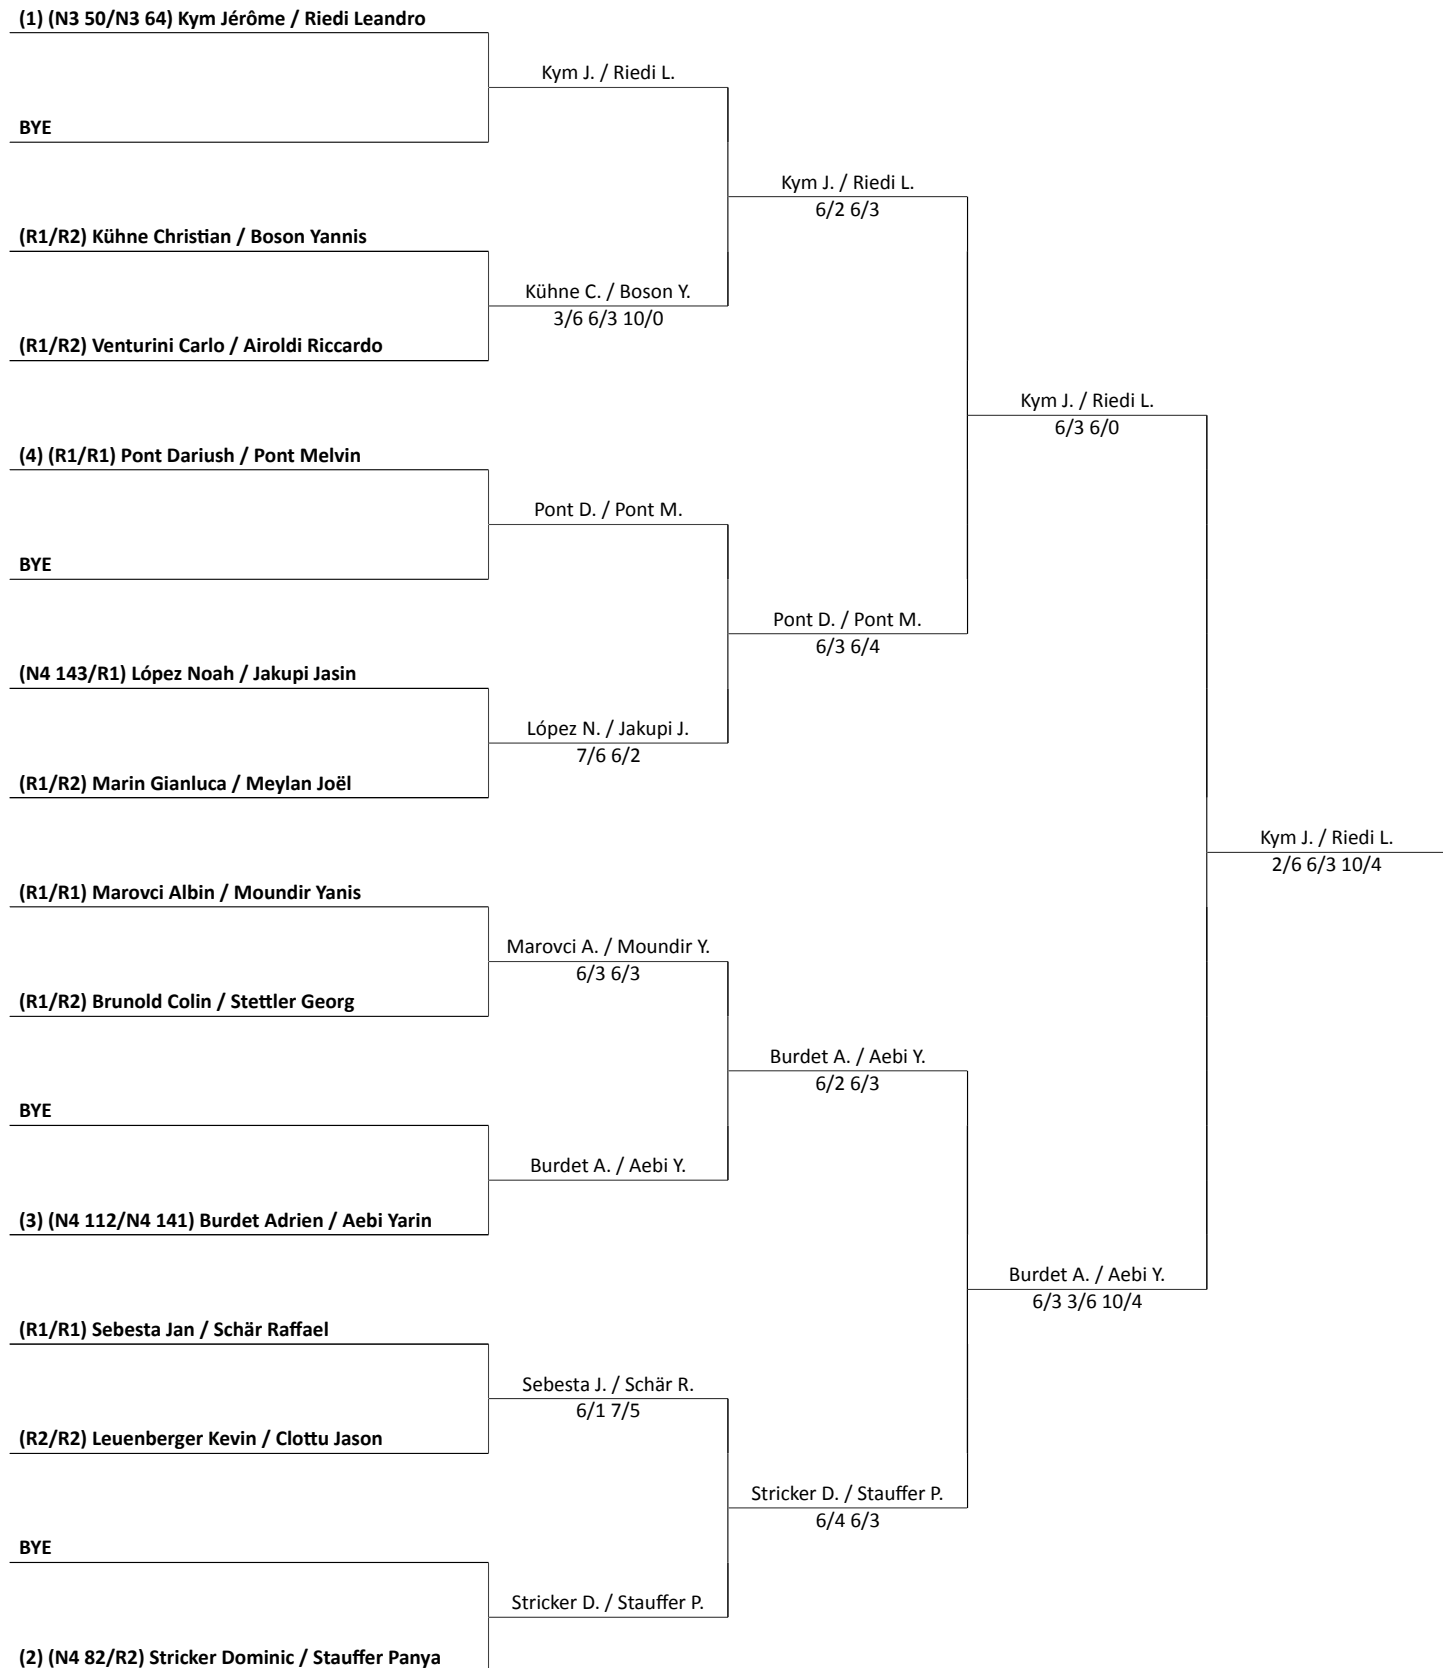 (1) (N3 50/N3 64) Kym Jérôme / Riedi Leandro
Kym J. / Riedi L.
BYE
Kym J. / Riedi L.
6/2 6/3
(R1/R2) Kühne Christian / Boson Yannis
Kühne C. / Boson Y.
3/6 6/3 10/0
(R1/R2) Venturini Carlo / Airoldi Riccardo
Kym J. / Riedi L.
6/3 6/0
(4) (R1/R1) Pont Dariush / Pont Melvin
Pont D. / Pont M.
BYE
Pont D. / Pont M.
6/3 6/4
(N4 143/R1) López Noah / Jakupi Jasin
López N. / Jakupi J.
7/6 6/2
(R1/R2) Marin Gianluca / Meylan Joël
Kym J. / Riedi L.
2/6 6/3 10/4
(R1/R1) Marovci Albin / Moundir Yanis
Marovci A. / Moundir Y.
6/3 6/3
(R1/R2) Brunold Colin / Stettler Georg
Burdet A. / Aebi Y.
6/2 6/3
BYE
Burdet A. / Aebi Y.
(3) (N4 112/N4 141) Burdet Adrien / Aebi Yarin
Burdet A. / Aebi Y.
6/3 3/6 10/4
(R1/R1) Sebesta Jan / Schär Raffael
Sebesta J. / Schär R.
6/1 7/5
(R2/R2) Leuenberger Kevin / Clottu Jason
Stricker D. / Stauffer P.
6/4 6/3
BYE
Stricker D. / Stauffer P.
(2) (N4 82/R2) Stricker Dominic / Stauffer Panya